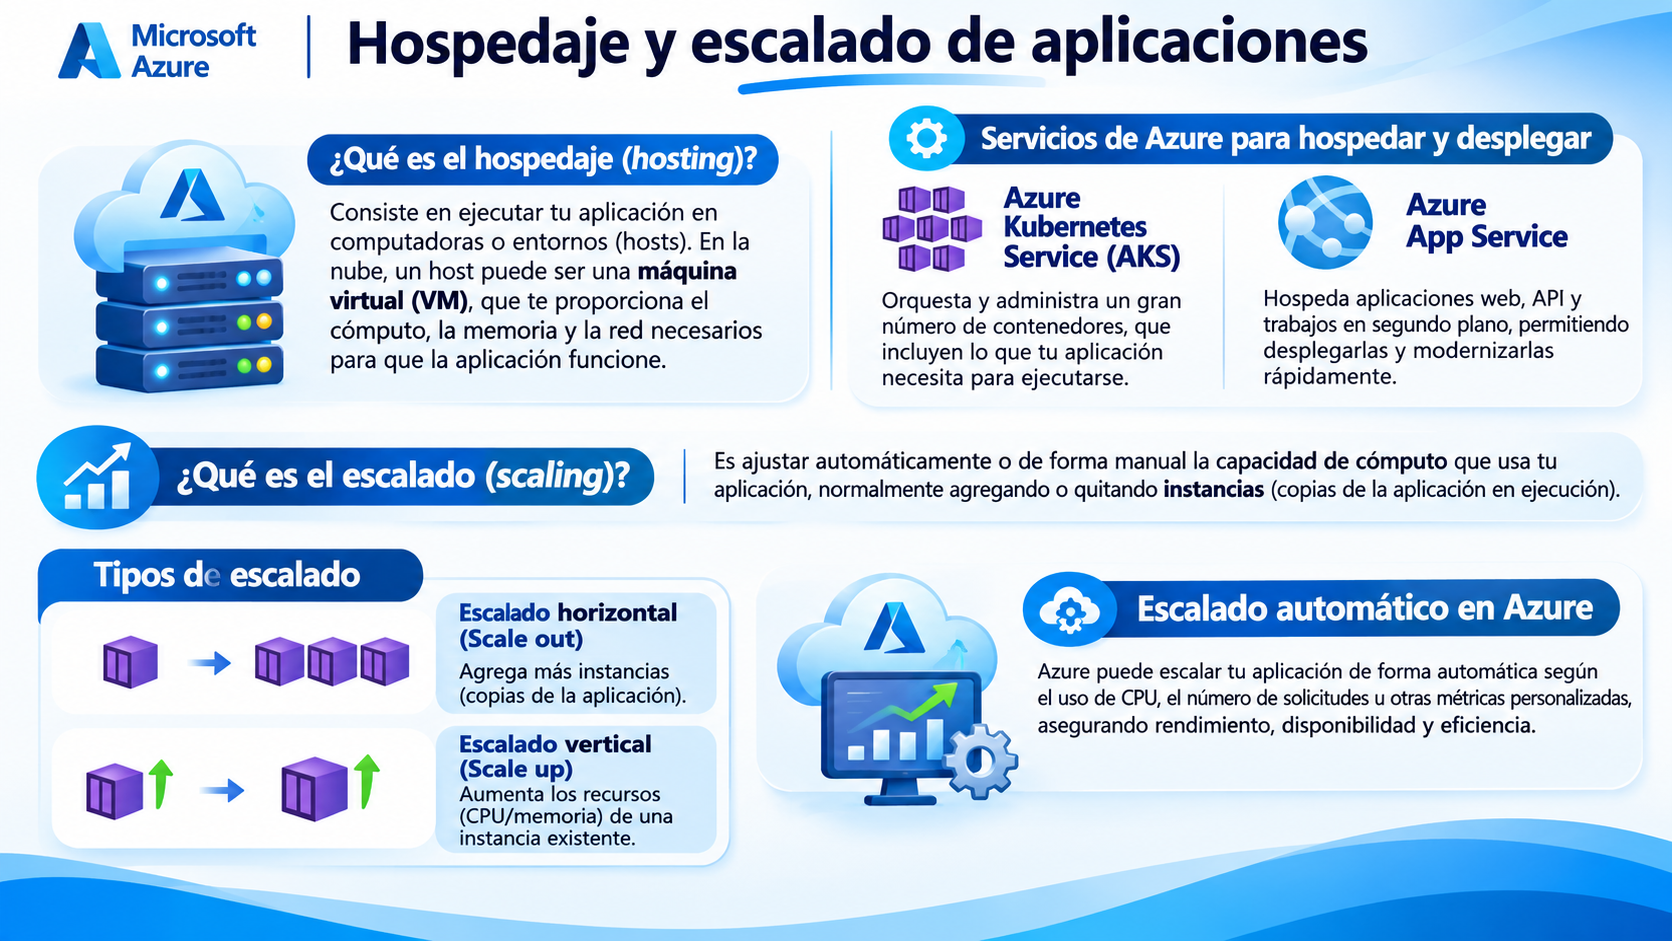 Microsoft
Azure
Hospedaje y escalado de aplicaciones
¿Qué es el hospedaje (hosting)?
Consiste en ejecutar tu aplicación en
computadoras o entornos (hosts). En la
nube, un host puede ser una máquina
virtual (VM), que te proporciona el
cómputo, la memoria y la red necesarios
para que la aplicación funcione.
Servicios de Azure para hospedar y desplegar
Azure
Kubernetes
Service (AKS)
Orquesta y administra un gran
número de contenedores, que
incluyen lo que tu aplicación
necesita para ejecutarse.
Azure
App Service
Hospeda aplicaciones web, API y
trabajos en segundo plano, permitiendo
desplegarlas y modernizarlas
rápidamente.
¿Qué es el escalado (scaling)?
Es ajustar automáticamente o de forma manual la capacidad de cómputo que usa tu
aplicación, normalmente agregando o quitando instancias (copias de la aplicación en ejecución).
Tipos de escalado
Escalado horizontal
(Scale out)
Agrega más instancias
(copias de la aplicación).
Escalado vertical
(Scale up)
Aumenta los recursos
(CPU/memoria) de una
instancia existente.
Escalado automático en Azure
Azure puede escalar tu aplicación de forma automática según
el uso de CPU, el número de solicitudes u otras métricas personalizadas,
asegurando rendimiento, disponibilidad y eficiencia.